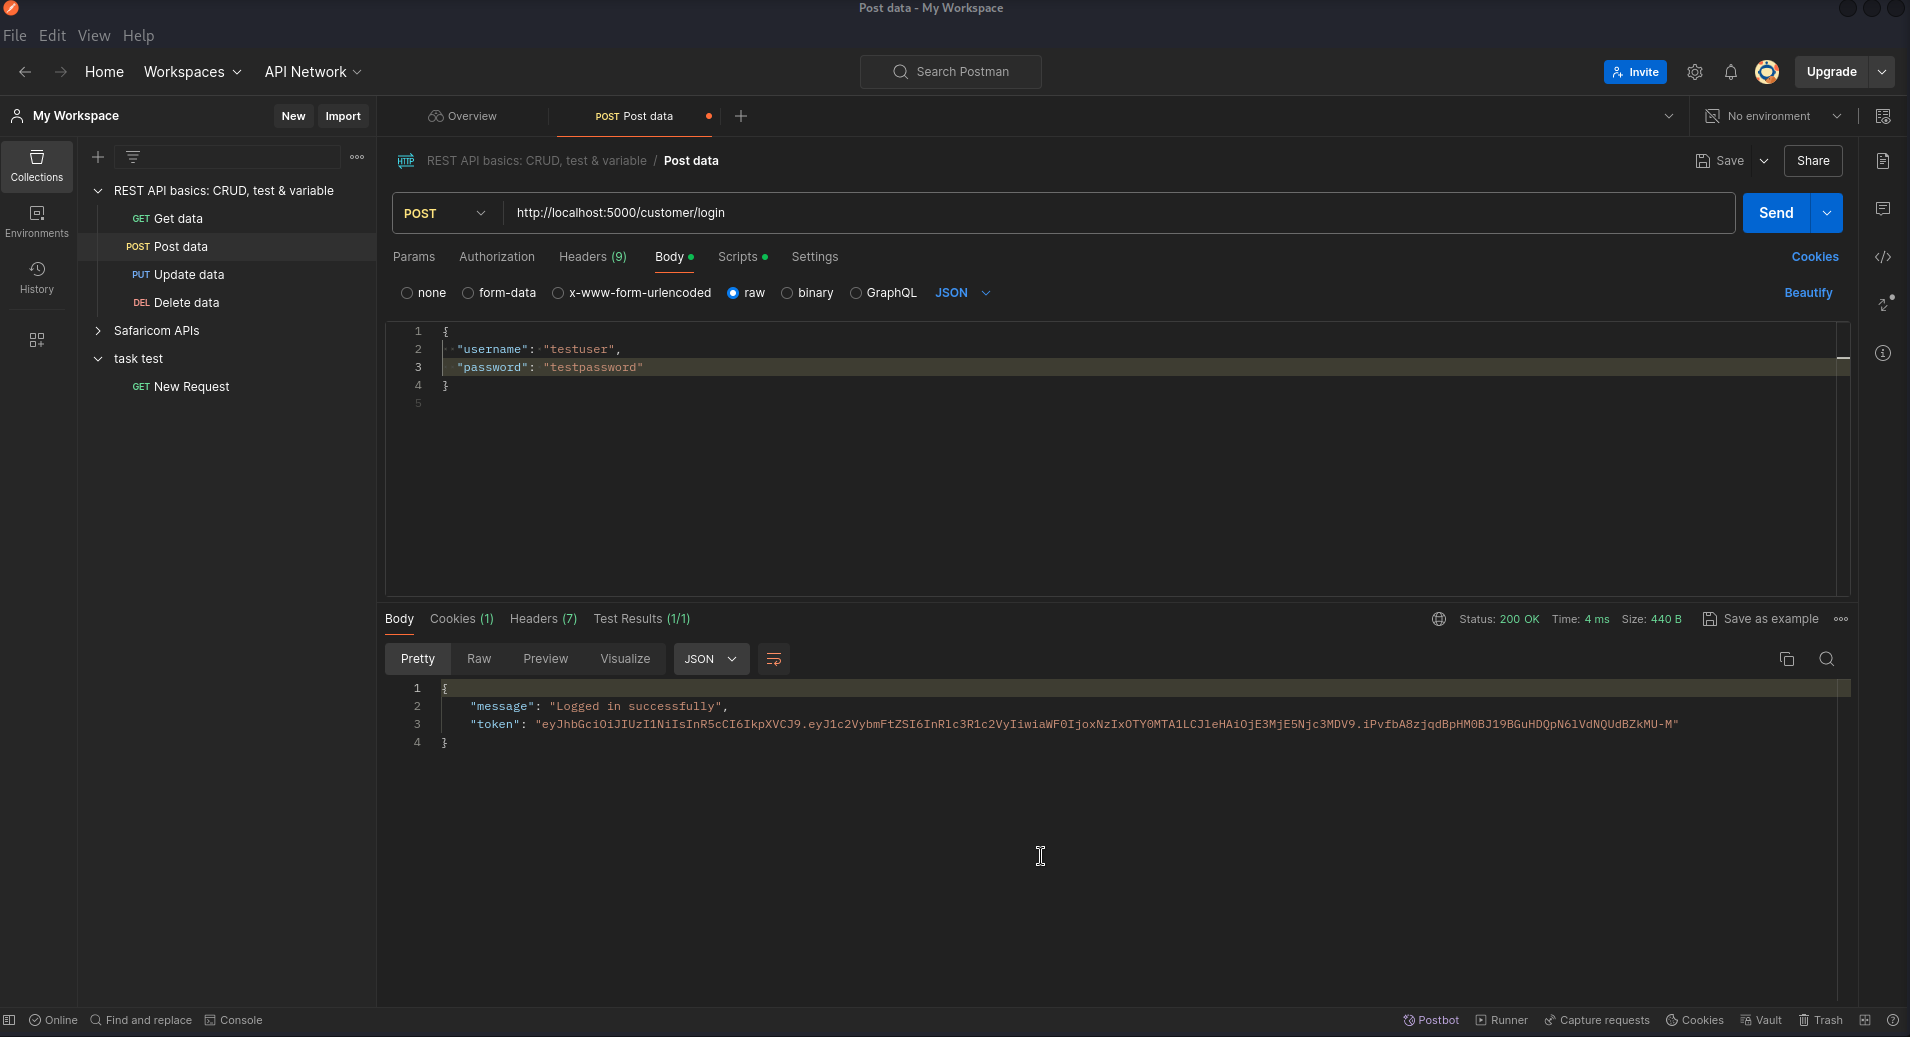 Post data - My Workspace
File Edit View Help
Home Workspaces API Network Search Postman Invite Upgrade
My Workspace New Import Overview POST Post data No environment
REST API basics: CRUD, test & variable / Post data Save Share
Collections
Environments
History
REST API basics: CRUD, test & variable
GET Get data
POST Post data
PUT Update data
DEL Delete data
Safaricom APIs
task test
GET New Request
POST http://localhost:5000/customer/login Send
Params Authorization Headers (9) Body Scripts Settings Cookies
none form-data x-www-form-urlencoded raw binary GraphQL JSON Beautify
1 {
2 "username": "testuser",
3 "password": "testpassword"
4 }
5
Body Cookies (1) Headers (7) Test Results (1/1) Status: 200 OK Time: 4 ms Size: 440 B Save as example
Pretty Raw Preview Visualize JSON
1 {
2 "message": "Logged in successfully",
3 "token": "eyJhbGciOiJIUzI1NiIsInR5cCI6IkpXVCJ9.eyJ1c2VybmFtZSI6InRlc3R1c2VyIiwiaWF0IjoxNzIxOTY0MTA1LCJleHAiOjE3MjE5Njc3MDV9.iPvfbA8zjqdBpHM0BJ19BGuHDQpN6lVdNQUdBZkMU-M"
4 }
Online Find and replace Console Postbot Runner Capture requests Cookies Vault Trash